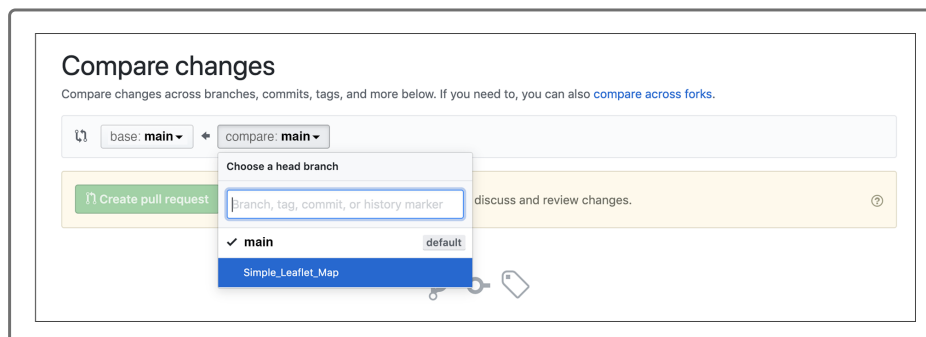 Compare changes
Compare changes across branches, commits, tags, and more below. If you need to, you can also compare across forks.
base: main compare: main
Choose a head branch
Create pull request discuss and review changes.
Branch, tag, commit, or history marker
main default
Simple_Leaflet_Map